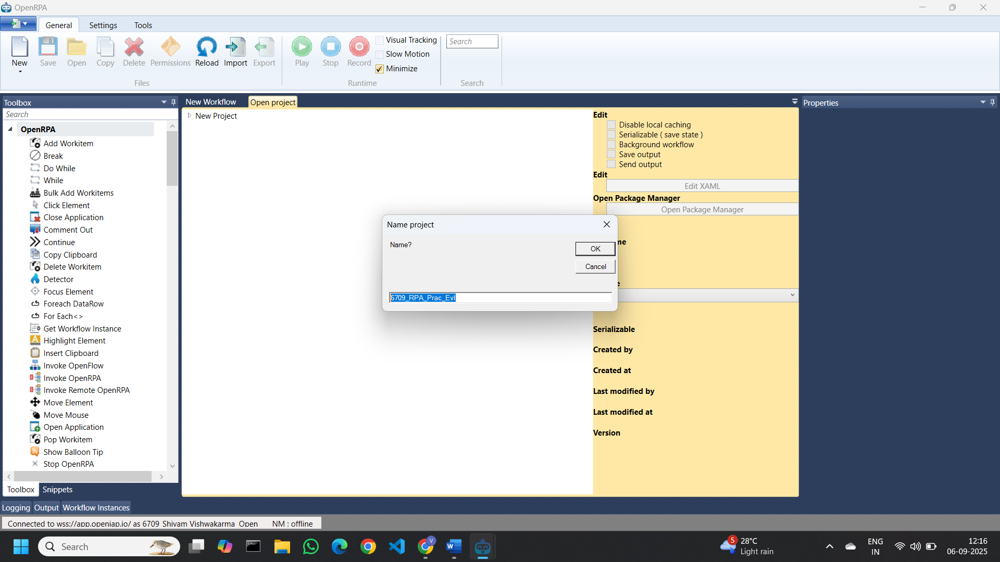 OpenRPA
General Settings Tools
New Save Open Copy Delete Permissions Reload Import Export
Files
Play Stop Record
Visual Tracking
Slow Motion
Minimize
Runtime
Search
Search
Toolbox
Search
OpenRPA
Add Workitem
Break
Do While
While
Bulk Add Workitems
Click Element
Close Application
Comment Out
Continue
Copy Clipboard
Delete Workitem
Detector
Focus Element
Foreach DataRow
For Each<>
Get Workflow Instance
Highlight Element
Insert Clipboard
Invoke OpenFlow
Invoke OpenRPA
Invoke Remote OpenRPA
Move Element
Move Mouse
Open Application
Pop Workitem
Show Balloon Tip
Stop OpenRPA
Toolbox Snippets
New Workflow Open project
New Project
Edit
Disable local caching
Serializable ( save state )
Background workflow
Save output
Send output
Edit
Edit XAML
Open Package Manager
Open Package Manager
me
e
Serializable
Created by
Created at
Last modified by
Last modified at
Version
Name project
Name?
OK
Cancel
6709_RPA_Prac_Evl
Properties
Logging Output Workflow Instances
Connected to wss://app.openiap.io/ as 6709_Shivam_Vishwakarma_Open NM : offline
Search
5
28°C
Light rain
ENG
IN
12:16
06-09-2025